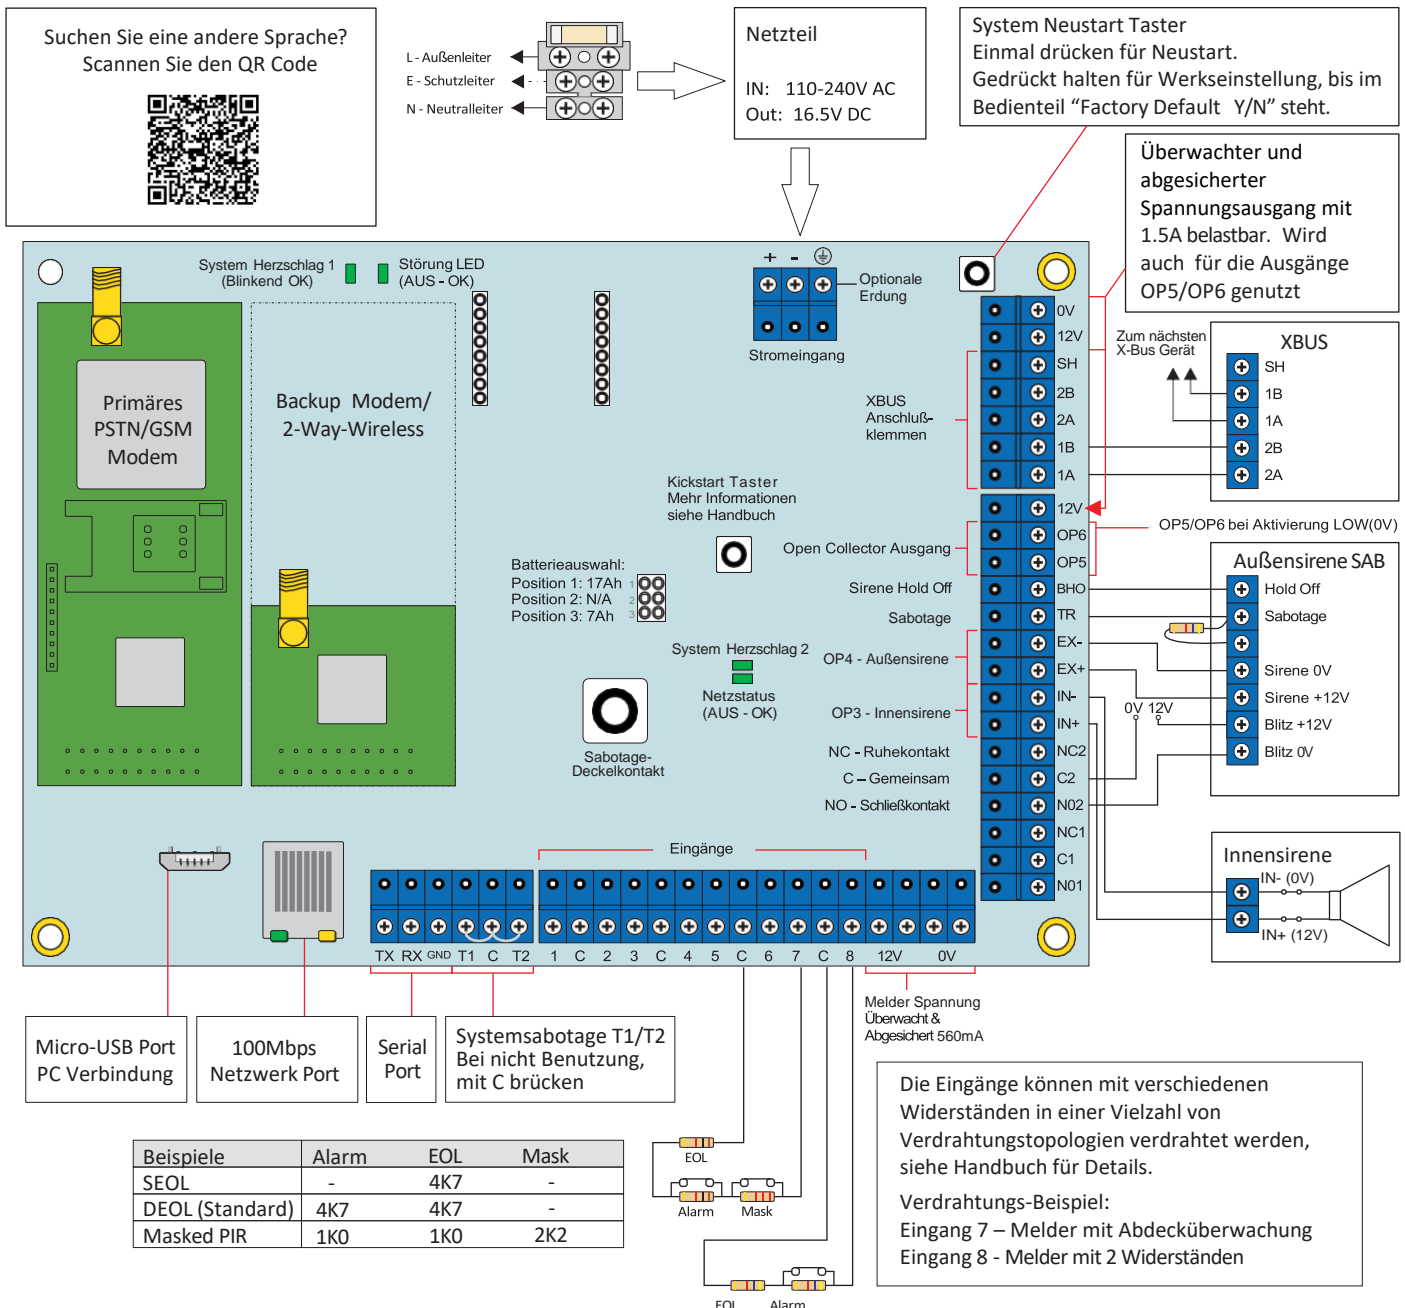 Suchen Sie eine andere Sprache?
Scannen Sie den QR Code
L - Außenleiter
E - Schutzleiter
N - Neutralleiter
Netzteil
IN: 110-240V AC
Out: 16.5V DC
System Neustart Taster
Einmal drücken für Neustart.
Gedrückt halten für Werkseinstellung, bis im
Bedienteil “Factory Default Y/N” steht.
Überwachter und
abgesicherter
Spannungsausgang mit
1.5A belastbar. Wird
auch für die Ausgänge
OP5/OP6 genutzt
System Herzschlag 1
(Blinkend OK)
Störung LED
(AUS - OK)
+ -
Optionale
Erdung
Stromeingang
Primäres
PSTN/GSM
Modem
Backup Modem/
2-Way-Wireless
XBUS
Anschluß-
klemmen
0V
12V
SH
2B
2A
1B
1A
12V
OP6
OP5
BHO
TR
EX-
EX+
IN-
IN+
NC2
C2
N02
NC1
C1
N01
Zum nächsten
X-Bus Gerät
XBUS
SH
1B
1A
2B
2A
Kickstart Taster
Mehr Informationen
siehe Handbuch
Batterieauswahl:
Position 1: 17Ah
Position 2: N/A
Position 3: 7Ah
1
2
3
Open Collector Ausgang
Sirene Hold Off
Sabotage
OP4 - Außensirene
OP3 - Innensirene
NC - Ruhekontakt
C – Gemeinsam
NO - Schließkontakt
OP5/OP6 bei Aktivierung LOW(0V)
Außensirene SAB
Hold Off
Sabotage
Sirene 0V
Sirene +12V
Blitz +12V
Blitz 0V
0V 12V
System Herzschlag 2
Netzstatus
(AUS - OK)
Sabotage-
Deckelkontakt
Innensirene
IN- (0V)
IN+ (12V)
Eingänge
TX RX GND T1 C T2 1 C 2 3 C 4 5 C 6 7 C 8 12V 0V
Melder Spannung
Überwacht &
Abgesichert 560mA
Micro-USB Port
PC Verbindung
100Mbps
Netzwerk Port
Serial
Port
Systemsabotage T1/T2
Bei nicht Benutzung,
mit C brücken
Beispiele Alarm EOL Mask
SEOL - 4K7 -
DEOL (Standard) 4K7 4K7 -
Masked PIR 1K0 1K0 2K2
EOL
Alarm Mask
EOL Alarm
Die Eingänge können mit verschiedenen
Widerständen in einer Vielzahl von
Verdrahtungstopologien verdrahtet werden,
siehe Handbuch für Details.
Verdrahtungs-Beispiel:
Eingang 7 – Melder mit Abdecküberwachung
Eingang 8 - Melder mit 2 Widerständen